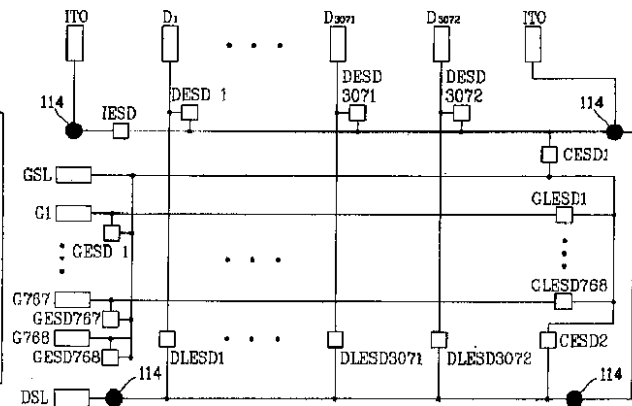 ITO D1 D3071 D3072 ITO
DESD 1 DESD 3071 DESD 3072
114 IESD 114
CESD1
GSL
GLESD1
G1
GESD 1
GLESD768
G767
GESD767
G768
GESD768
DLESD1 DLESD3071 DLESD3072 CESD2
114 114
DSL